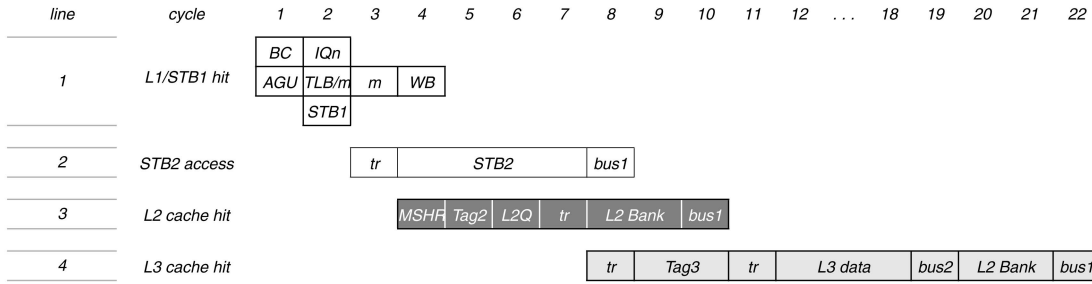 line cycle 1 2 3 4 5 6 7 8 9 10 11 12 ... 18 19 20 21 22
BC IQn
1 L1/STB1 hit AGU TLB/m m WB
STB1
2 STB2 access tr STB2 bus1
3 L2 cache hit MSHR Tag2 L2Q tr L2 Bank bus1
4 L3 cache hit tr Tag3 tr L3 data bus2 L2 Bank bus1